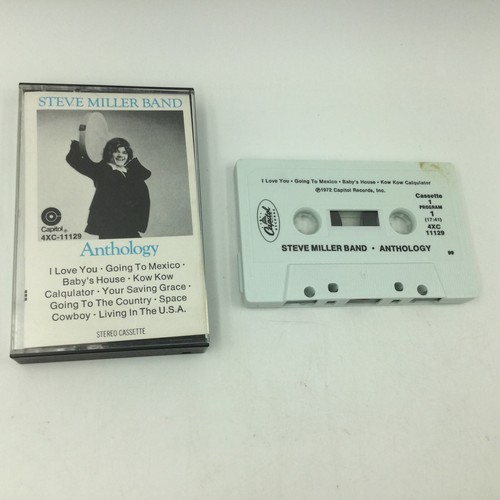 STEVE MILLER BAND
Capitol®
4XC-11129
Anthology
I Love You • Going To Mexico •
Baby's House • Kow Kow
Calqulator • Your Saving Grace •
Going To The Country • Space
Cowboy • Living In The U.S.A.
STEREO CASSETTE
I Love You • Going To Mexico • Baby's House • Kow Kow Calqulator
℗1972 Capitol Records, Inc.
Cassette
1
PROGRAM
1
(17:41)
4XC
11129
Capitol
STEVE MILLER BAND • ANTHOLOGY